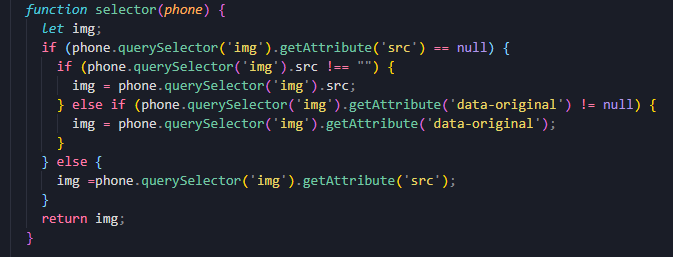 function selector(phone) {
let img;
if (phone.querySelector('img').getAttribute('src') == null) {
if (phone.querySelector('img').src !== "") {
img = phone.querySelector('img').src;
} else if (phone.querySelector('img').getAttribute('data-original') != null) {
img = phone.querySelector('img').getAttribute('data-original');
}
} else {
img =phone.querySelector('img').getAttribute('src');
}
return img;
}